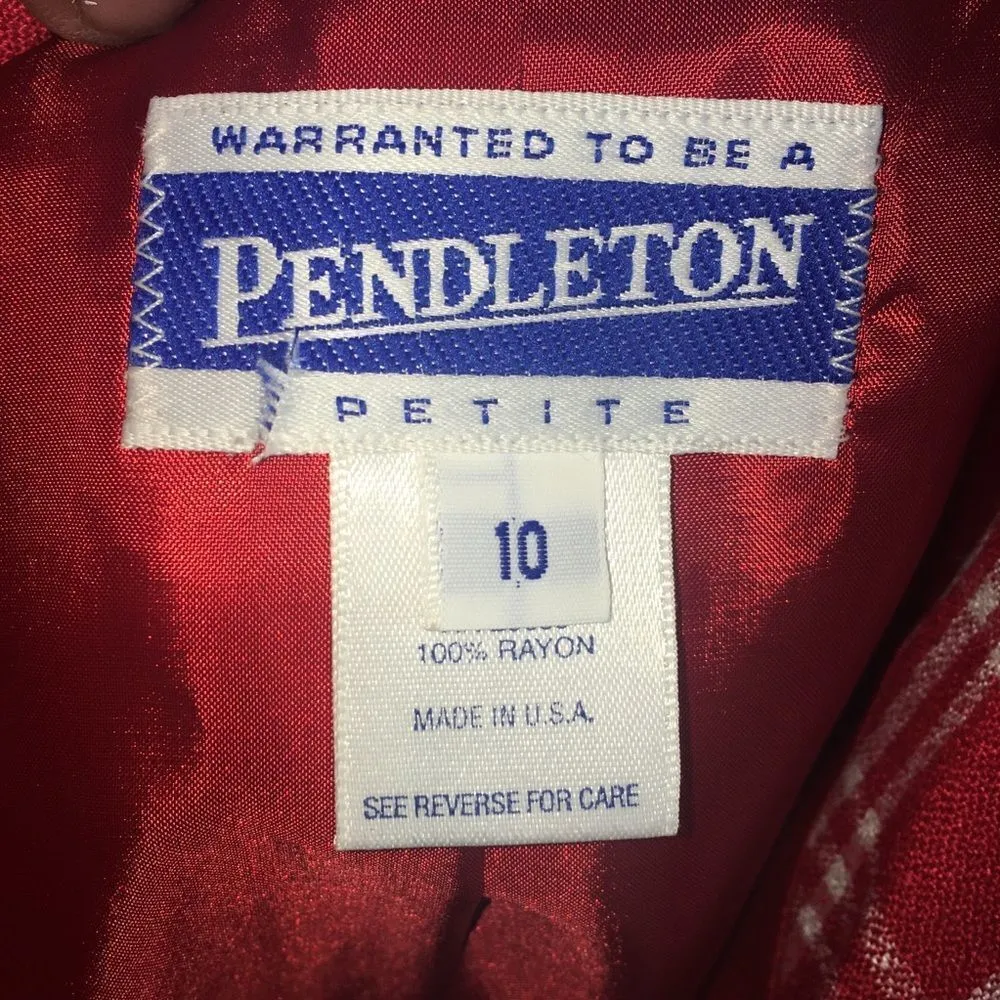 WARRANTED TO BE A
PENDLETON
PETITE
10
100% RAYON
MADE IN U.S.A.
SEE REVERSE FOR CARE